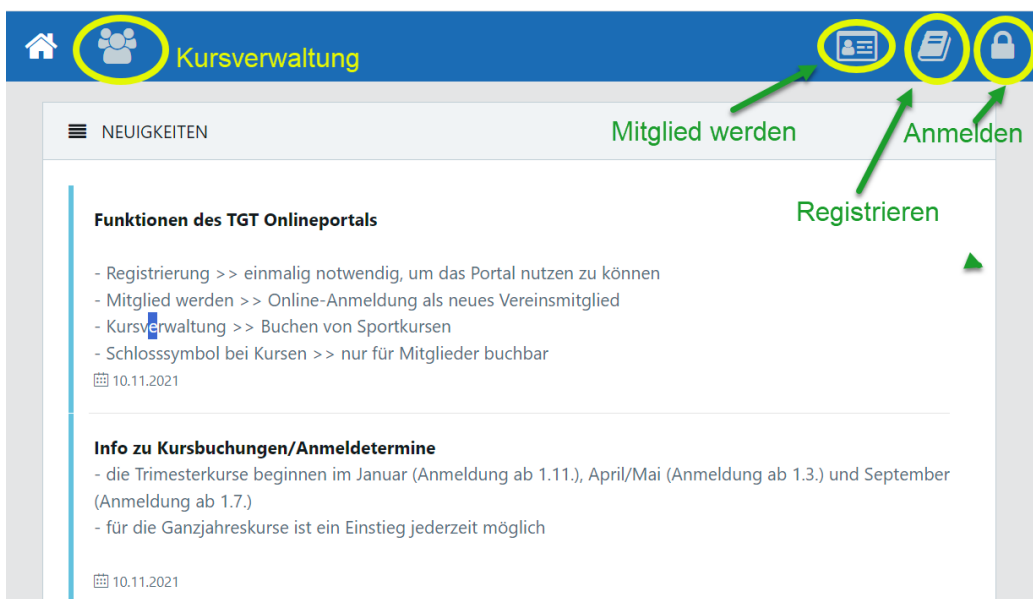 Kursverwaltung
Mitglied werden
Anmelden
Registrieren
NEUIGKEITEN
Funktionen des TGT Onlineportals
- Registrierung >> einmalig notwendig, um das Portal nutzen zu können
- Mitglied werden >> Online-Anmeldung als neues Vereinsmitglied
- Kursverwaltung >> Buchen von Sportkursen
- Schlosssymbol bei Kursen >> nur für Mitglieder buchbar
10.11.2021
Info zu Kursbuchungen/Anmeldetermine
- die Trimesterkurse beginnen im Januar (Anmeldung ab 1.11.), April/Mai (Anmeldung ab 1.3.) und September
(Anmeldung ab 1.7.)
- für die Ganzjahreskurse ist ein Einstieg jederzeit möglich
10.11.2021